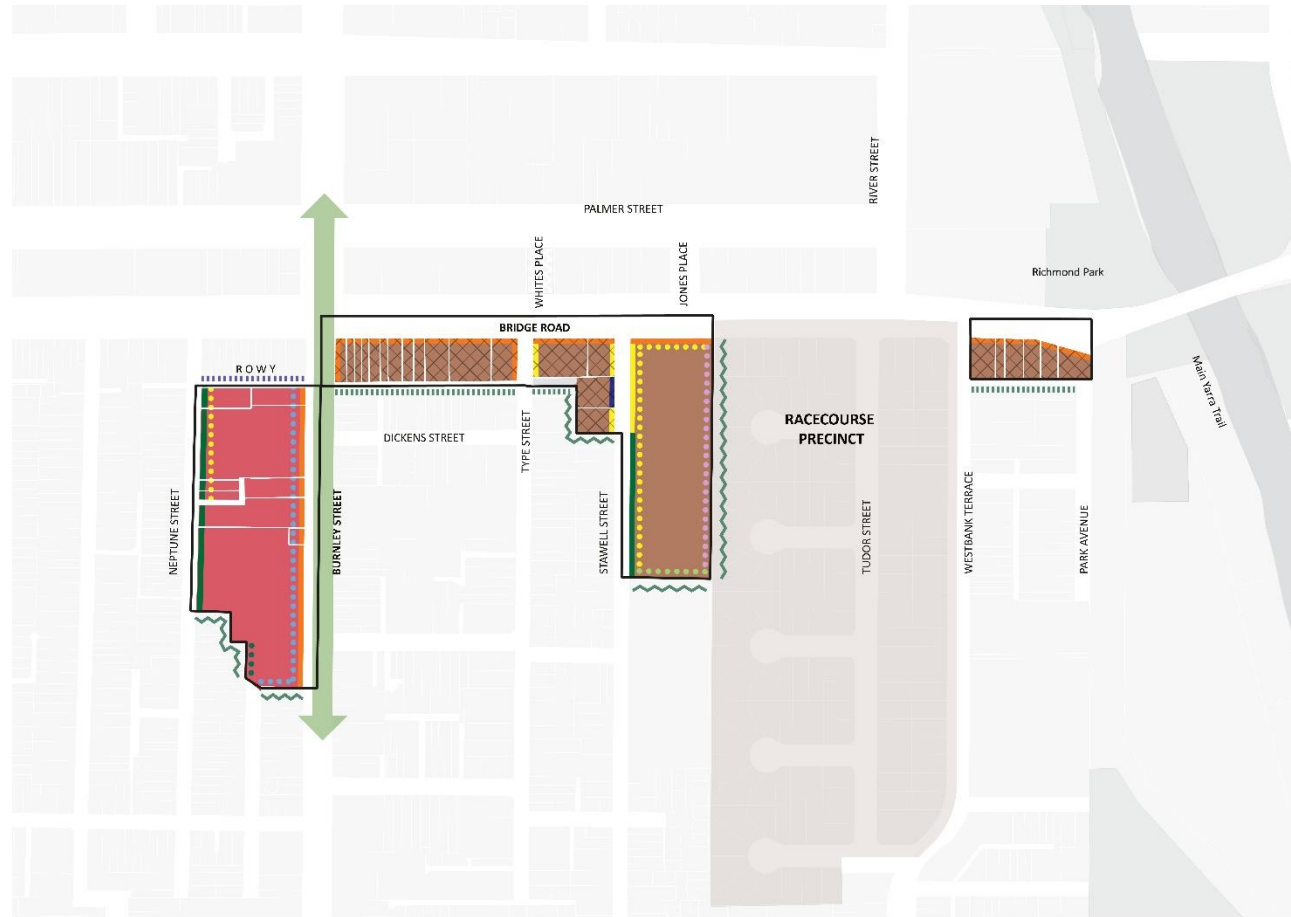 RIVER STREET
PALMER STREET
WHITES PLACE
JONES PLACE
Richmond Park
BRIDGE ROAD
R O W Y
Main Yarra Trail
RACECOURSE
PRECINCT
DICKENS STREET
TYPE STREET
NEPTUNE STREET
BURNLEY STREET
STAWELL STREET
TUDOR STREET
WESTBANK TERRACE
PARK AVENUE